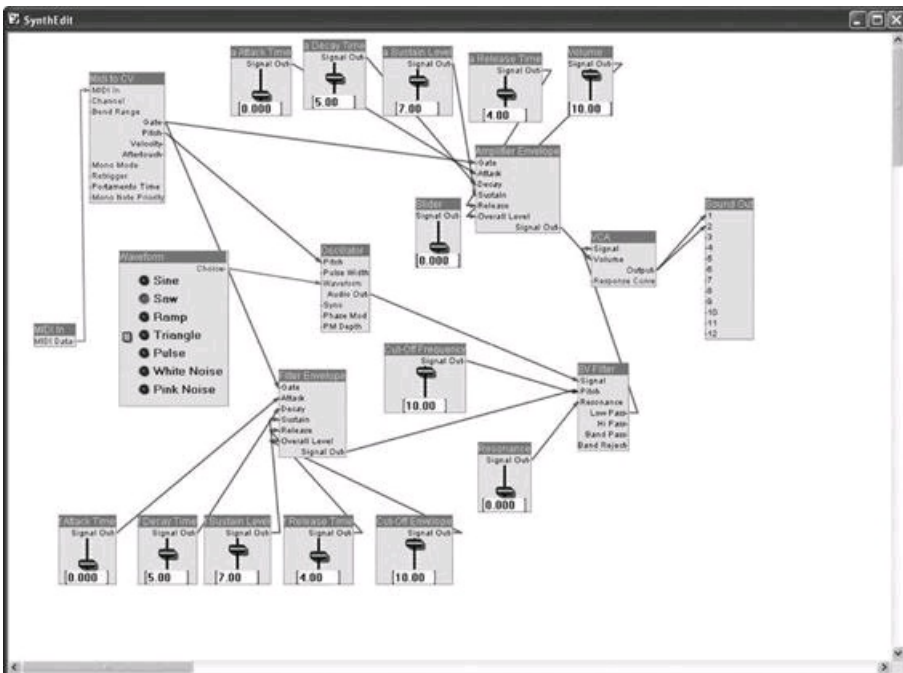 SynthEdit
a Attack Time
Signal Out
0.000
a Decay Time
Signal Out
5.00
a Sustain Level
Signal Out
7.00
a Release Time
Signal Out
4.00
Volume
Signal Out
10.00
Midi to CV
MIDI In
Channel
Bend Range
Gate
Pitch
Velocity
Aftertouch
Mono Mode
Retrigger
Portamento Time
Mono Note Priority
Amplifier Envelope
Gate
Attack
Decay
Sustain
Release
Overall Level
Signal Out
Slider
Signal Out
0.000
VCA
Signal
Volume
Output
Response Curve
Sound Out
1
2
3
4
5
6
7
8
9
10
11
12
Waveform
Choice
Sine
Saw
Ramp
Triangle
Pulse
White Noise
Pink Noise
Oscillator
Pitch
Pulse Width
Waveform
Audio Out
Sync
Phase Mod
PM Depth
MIDI In
MIDI Data
Cut-Off Frequency
Signal Out
10.00
Filter Envelope
Gate
Attack
Decay
Sustain
Release
Overall Level
Signal Out
SV Filter
Signal
Pitch
Resonance
Low Pass
Hi Pass
Band Pass
Band Reject
Resonance
Signal Out
0.000
Attack Time
Signal Out
0.000
Decay Time
Signal Out
5.00
Sustain Level
Signal Out
7.00
Release Time
Signal Out
4.00
Cut-Off Envelope
Signal Out
10.00